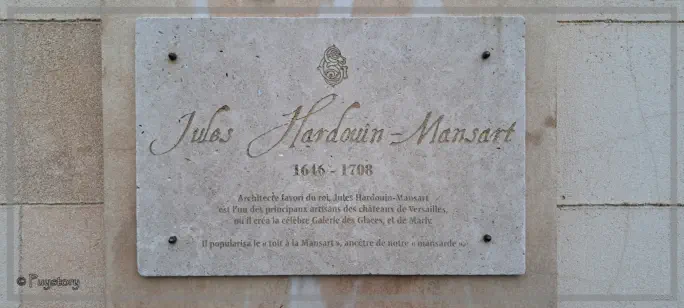 Jules Hardouin-Mansart
1646 - 1708
Architecte favori du roi, Jules Hardouin-Mansart
est l'un des principaux artisans des châteaux de Versailles,
où il créa la célèbre Galerie des Glaces, et de Marly.
Il popularisa le « toit à la Mansart », ancêtre de notre « mansarde ».
© Puystory